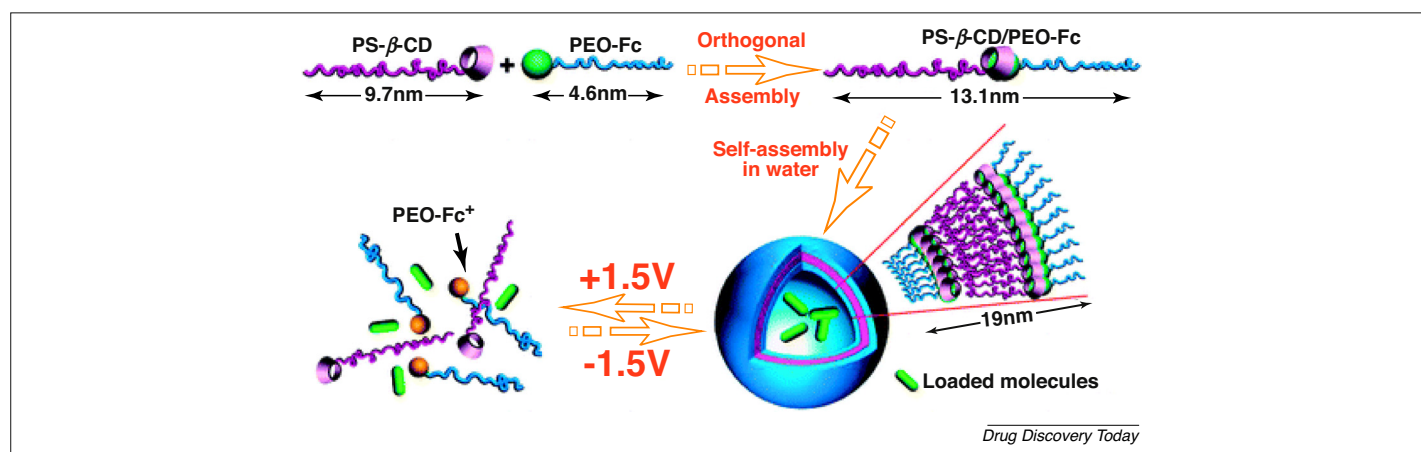 PS-β-CD
+
PEO-Fc
Orthogonal
Assembly
PS-β-CD/PEO-Fc
9.7nm
4.6nm
13.1nm
Self-assembly
in water
PEO-Fc⁺
+1.5V
-1.5V
19nm
Loaded molecules
Drug Discovery Today